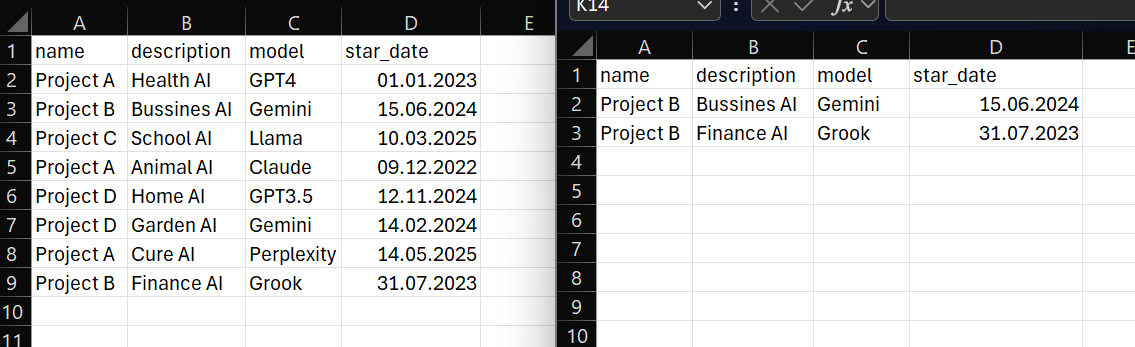 A B C D E
1 name description model star_date
2 Project A Health AI GPT4 01.01.2023
3 Project B Bussines AI Gemini 15.06.2024
4 Project C School AI Llama 10.03.2025
5 Project A Animal AI Claude 09.12.2022
6 Project D Home AI GPT3.5 12.11.2024
7 Project D Garden AI Gemini 14.02.2024
8 Project A Cure AI Perplexity 14.05.2025
9 Project B Finance AI Grook 31.07.2023
10
11
K14 : fx
A B C D E
1 name description model star_date
2 Project B Bussines AI Gemini 15.06.2024
3 Project B Finance AI Grook 31.07.2023
4
5
6
7
8
9
10